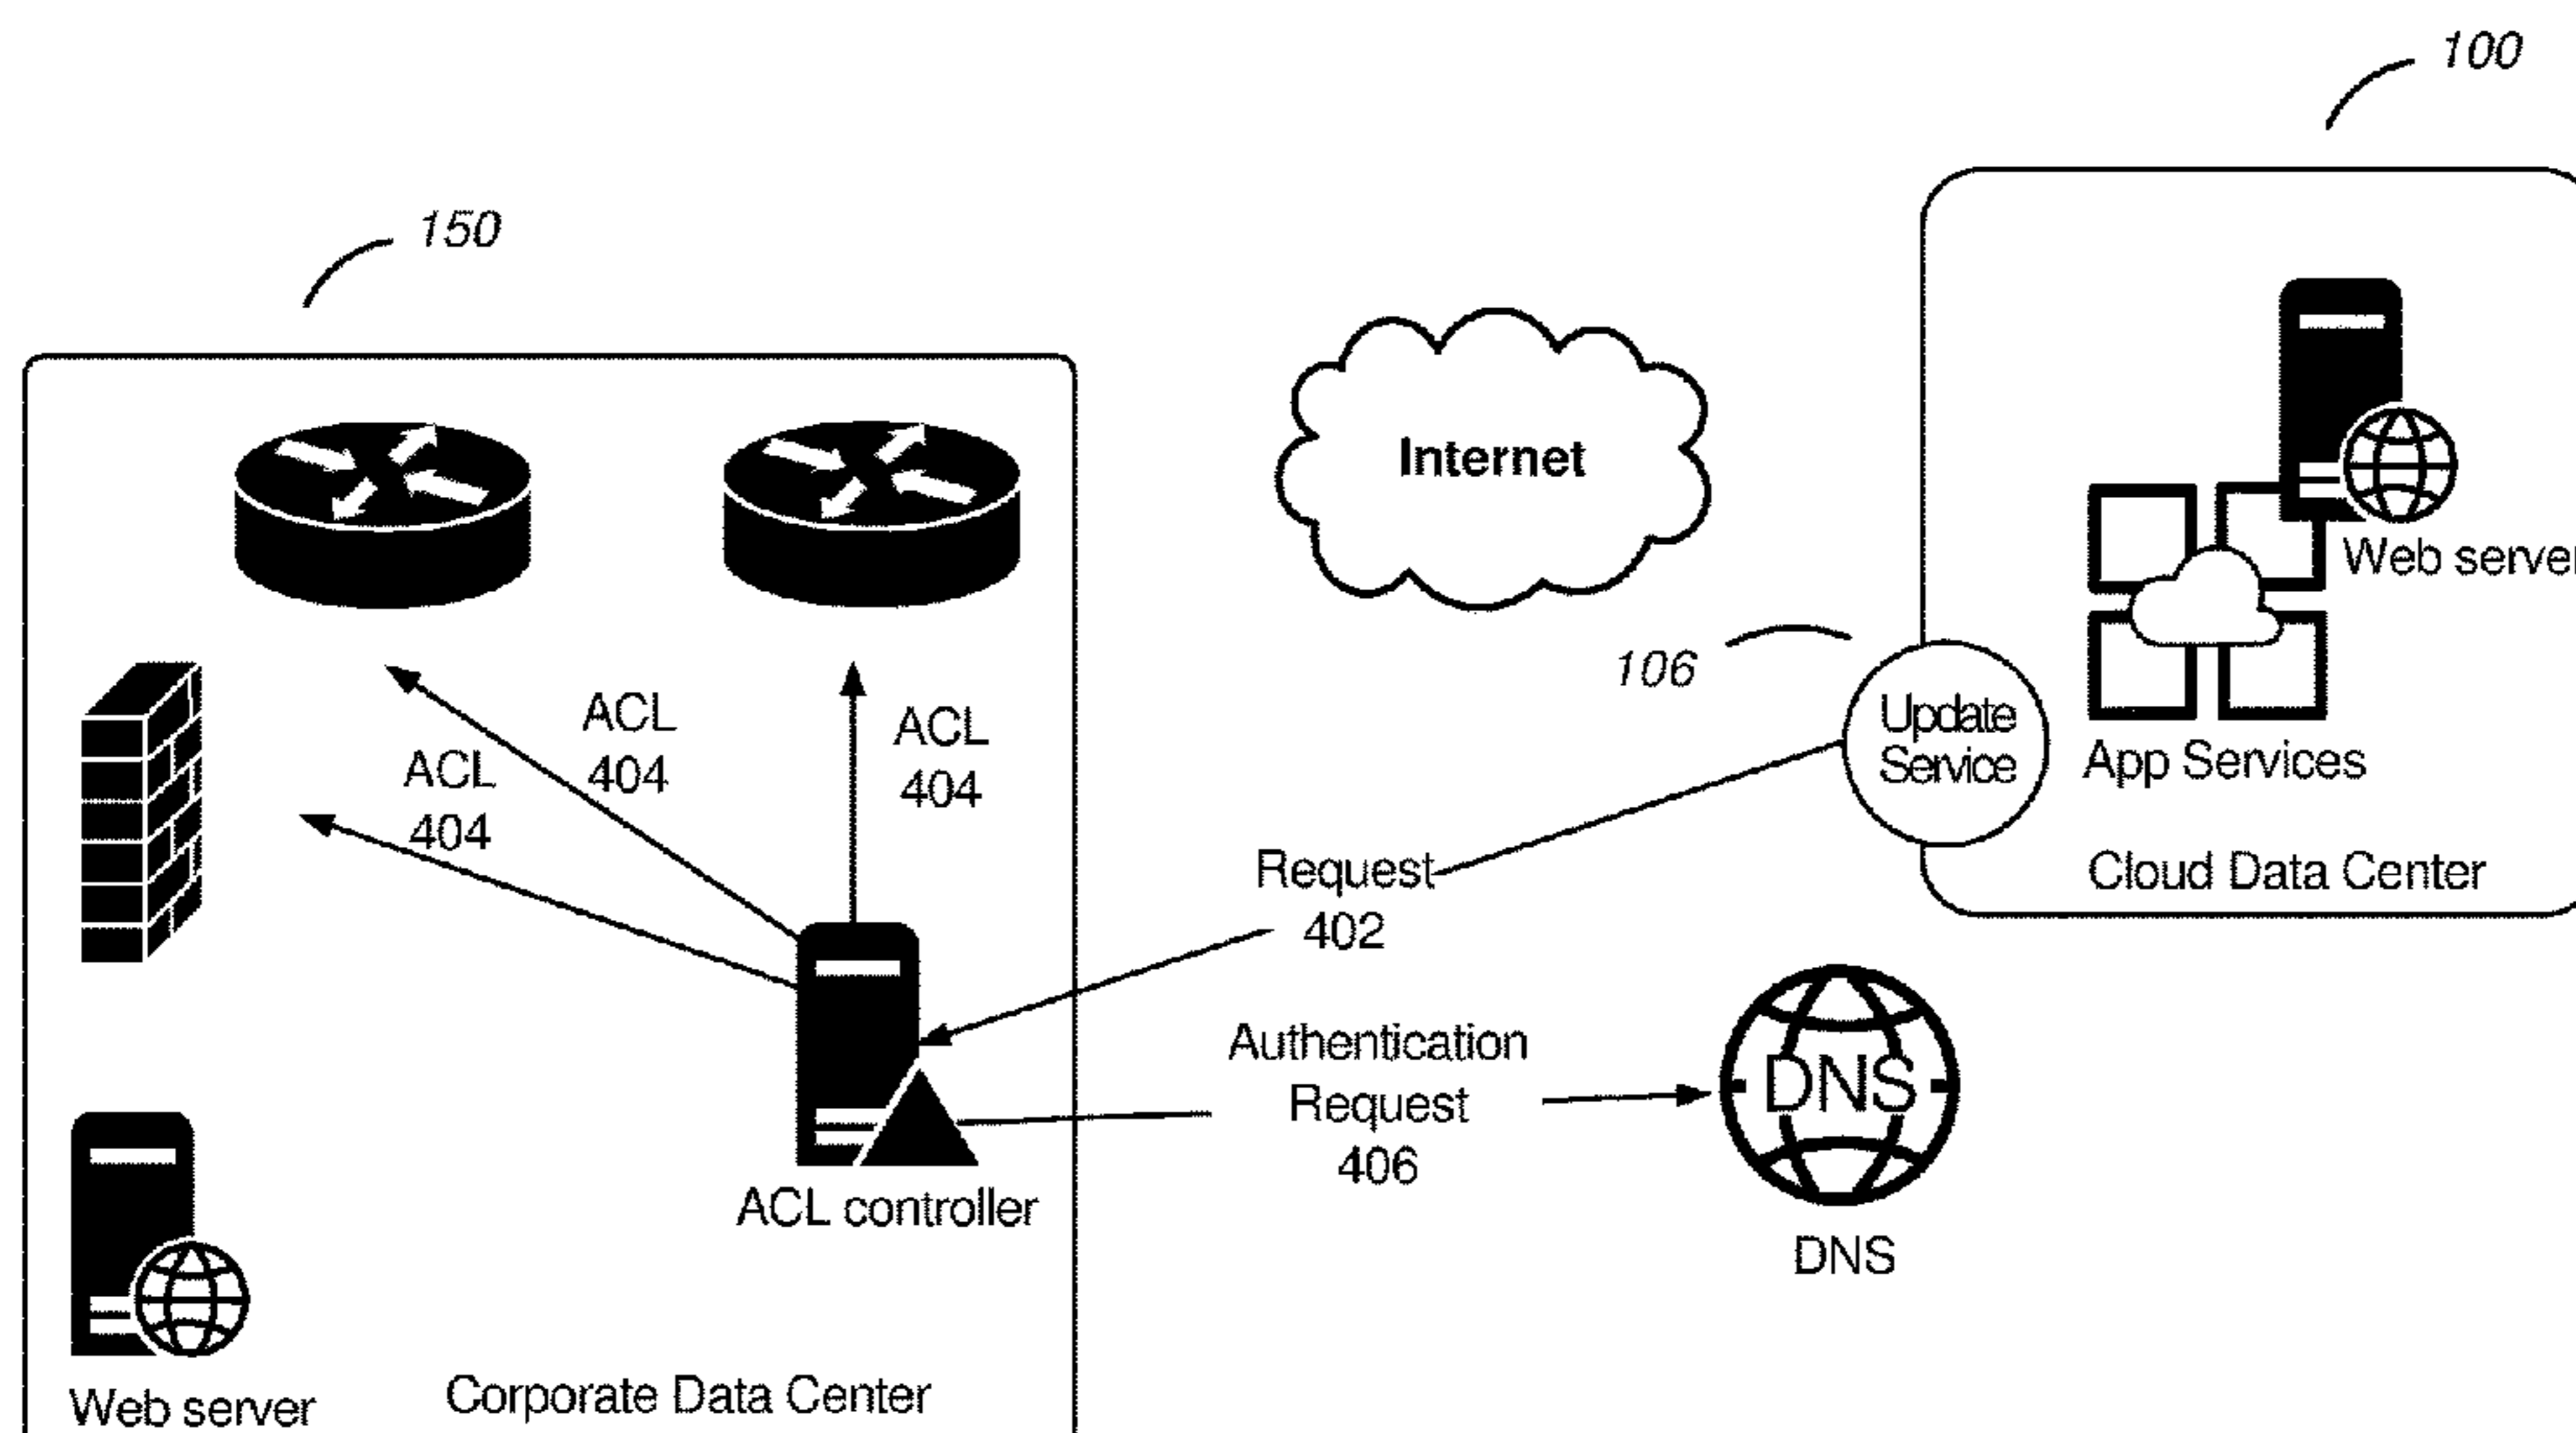 100
150
Internet
Web server
106
Update
Service
App Services
Cloud Data Center
ACL
404
ACL
404
ACL
404
Request
402
Authentication
Request
406
DNS
DNS
ACL controller
Web server
Corporate Data Center